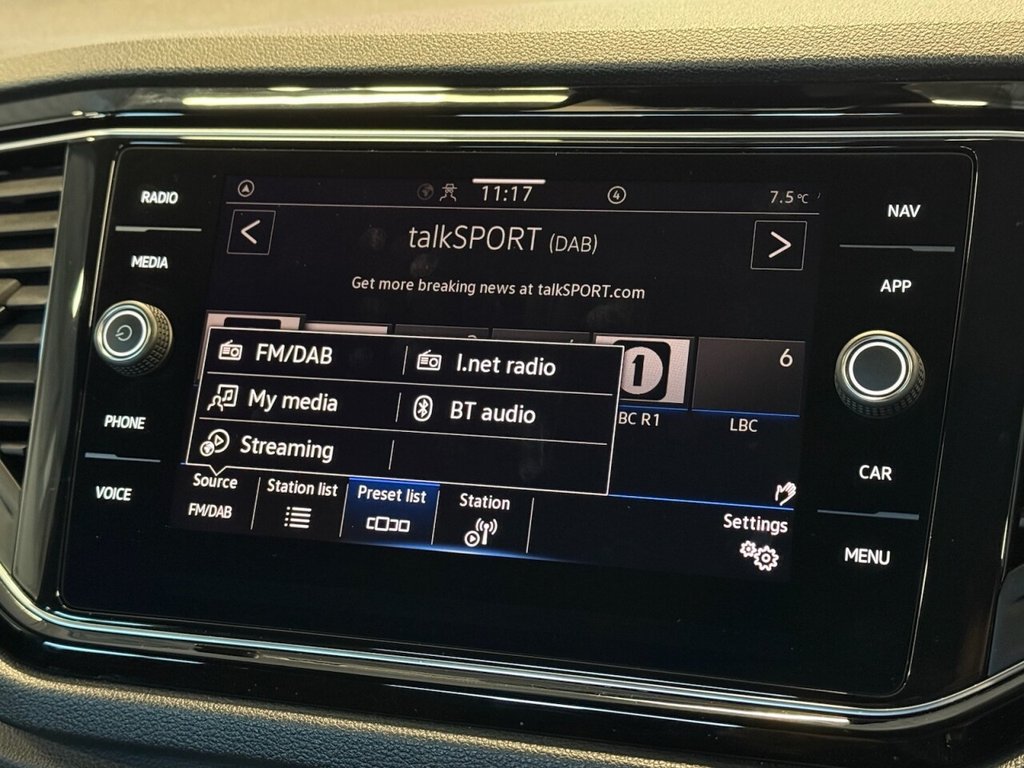 RADIO
MEDIA
PHONE
VOICE
11:17
4
7.5 °C
< talkSPORT (DAB) >
Get more breaking news at talkSPORT.com
FM/DAB
I.net radio
My media
BT audio
Streaming
1
6
BC R1
LBC
Source
FM/DAB
Station list
Preset list
Station
Settings
NAV
APP
CAR
MENU